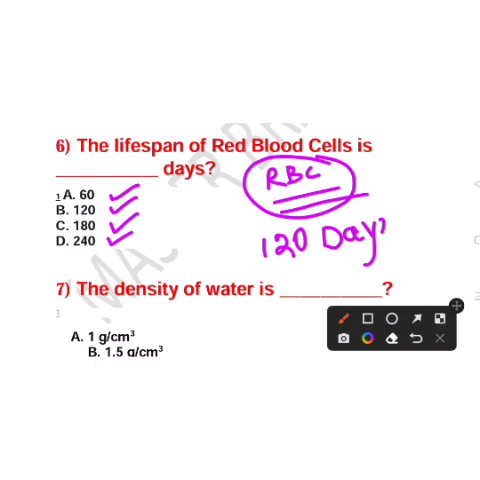 6) The lifespan of Red Blood Cells is
__________ days?
RBC
1 A. 60
B. 120
C. 180
D. 240
120 Days
7) The density of water is __________?
1
A. 1 g/cm³
B. 1.5 g/cm³